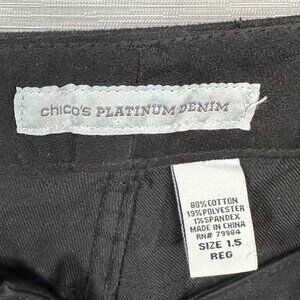 chico's PLATINUM DENIM
80% COTTON
19% POLYESTER
1% SPANDEX
MADE IN CHINA
RN# 79984
SIZE 1.5
REG